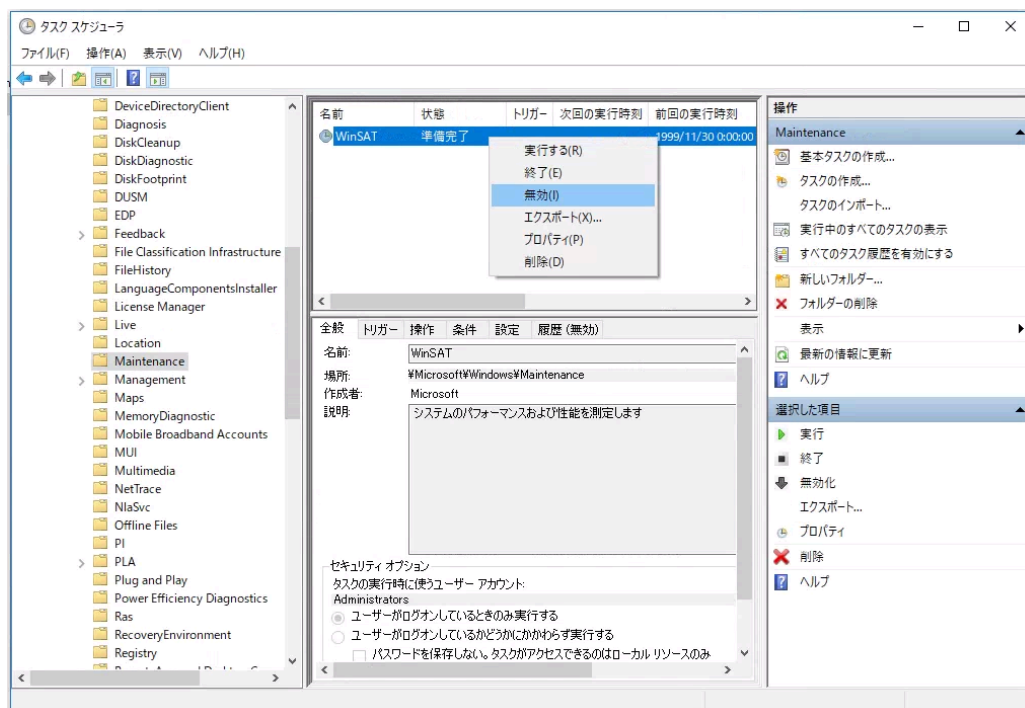 タスク スケジューラ
ファイル(F) 操作(A) 表示(V) ヘルプ(H)
DeviceDirectoryClient
Diagnosis
DiskCleanup
DiskDiagnostic
DiskFootprint
DUSM
EDP
Feedback
File Classification Infrastructure
FileHistory
LanguageComponentsInstaller
License Manager
Live
Location
Maintenance
Management
Maps
MemoryDiagnostic
Mobile Broadband Accounts
MUI
Multimedia
NetTrace
NlaSvc
Offline Files
PI
PLA
Plug and Play
Power Efficiency Diagnostics
Ras
RecoveryEnvironment
Registry
名前 状態 トリガー 次回の実行時刻 前回の実行時刻
WinSAT 準備完了 1999/11/30 0:00:00
実行する(R)
終了(E)
無効(I)
エクスポート(X)...
プロパティ(P)
削除(D)
全般 トリガー 操作 条件 設定 履歴 (無効)
名前: WinSAT
場所: ¥Microsoft¥Windows¥Maintenance
作成者: Microsoft
説明: システムのパフォーマンスおよび性能を測定します
セキュリティ オプション
タスクの実行時に使うユーザー アカウント:
Administrators
ユーザーがログオンしているときのみ実行する
ユーザーがログオンしているかどうかにかかわらず実行する
パスワードを保存しない。タスクがアクセスできるのはローカル リソースのみ
操作
Maintenance
基本タスクの作成...
タスクの作成...
タスクのインポート...
実行中のすべてのタスクの表示
すべてのタスク履歴を有効にする
新しいフォルダー...
フォルダーの削除
表示
最新の情報に更新
ヘルプ
選択した項目
実行
終了
無効化
エクスポート...
プロパティ
削除
ヘルプ